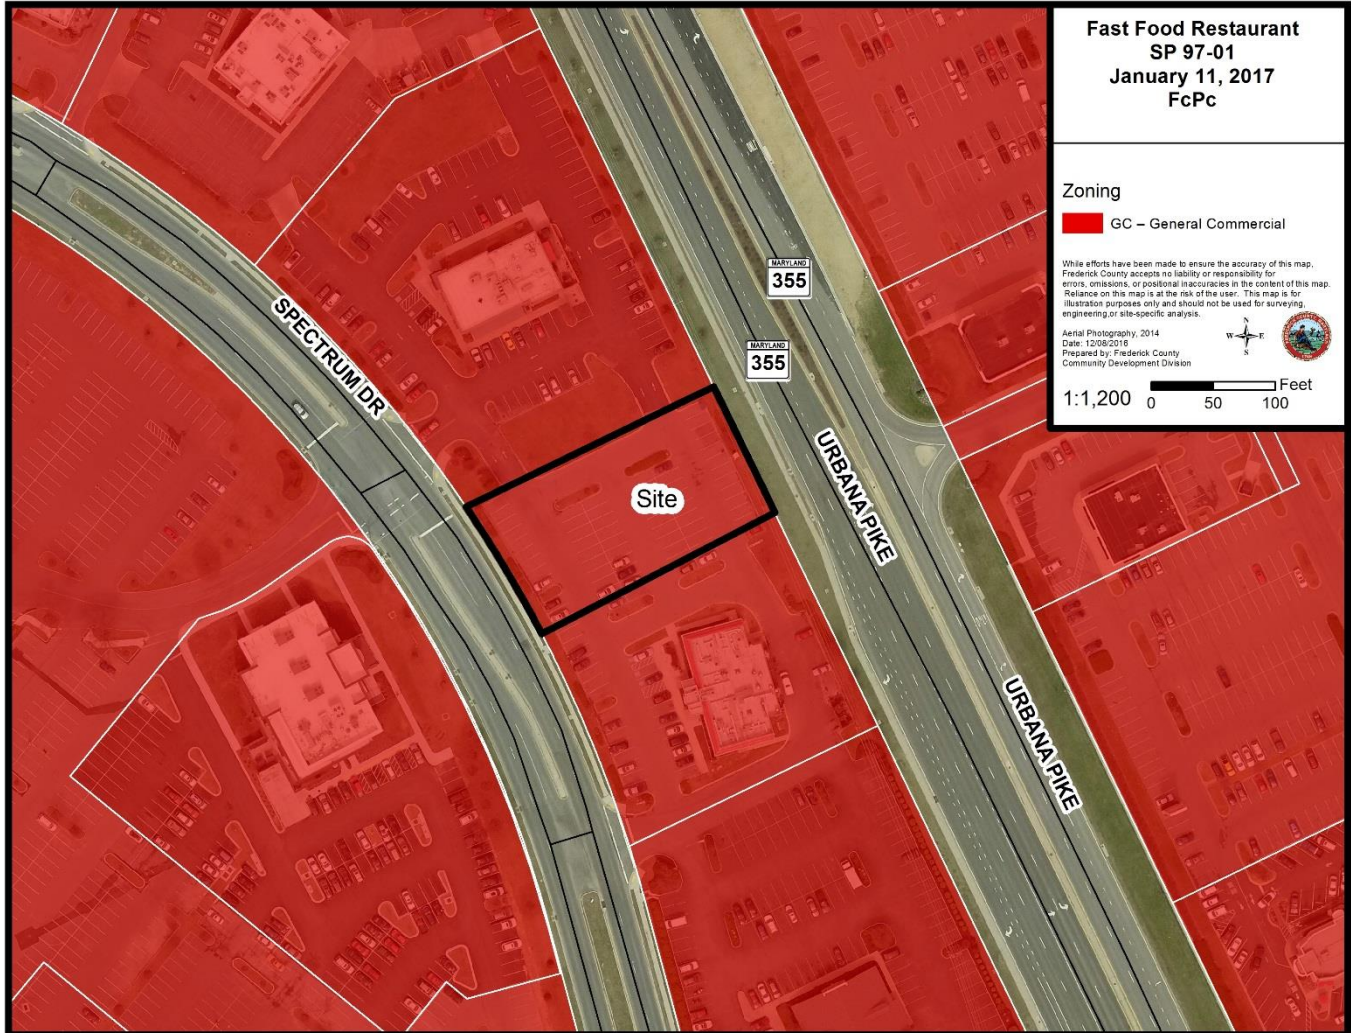 Fast Food Restaurant
SP 97-01
January 11, 2017
FcPc
Zoning
GC – General Commercial
While efforts have been made to ensure the accuracy of this map,
Frederick County accepts no liability or responsibility for
errors, omissions, or positional inaccuracies in the content of this map.
Reliance on this map is at the risk of the user. This map is for
illustration purposes only and should not be used for surveying,
engineering,or site-specific analysis.
Aerial Photography, 2014
Date: 12/08/2016
Prepared by: Frederick County
Community Development Division
N
W E
S
1:1,200
Feet
0 50 100
MARYLAND
355
MARYLAND
355
SPECTRUM DR
URBANA PIKE
Site
URBANA PIKE